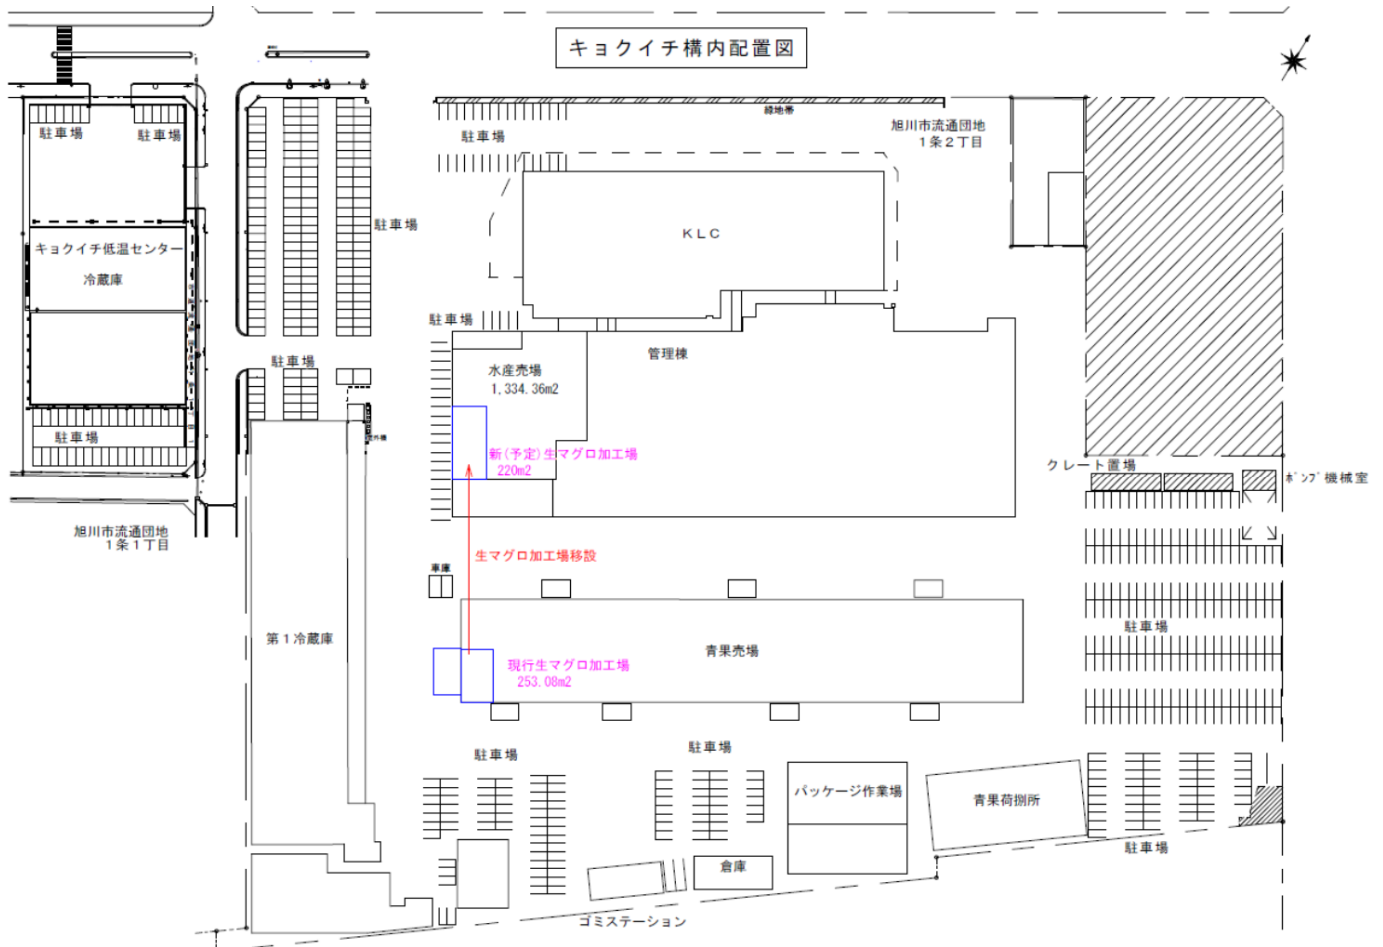 キョクイチ構内配置図
緑地帯
駐車場
駐車場
駐車場
旭川市流通団地
1条2丁目
駐車場
KLC
キョクイチ低温センター
冷蔵庫
駐車場
管理棟
駐車場
水産売場
1,334.36m2
駐車場
新(予定)生マグロ加工場
220m2
クレート置場
ポンプ機械室
旭川市流通団地
1条1丁目
生マグロ加工場移設
車庫
第1冷蔵庫
青果売場
駐車場
現行生マグロ加工場
253.08m2
駐車場
駐車場
パッケージ作業場
青果荷捌所
駐車場
倉庫
ゴミステーション